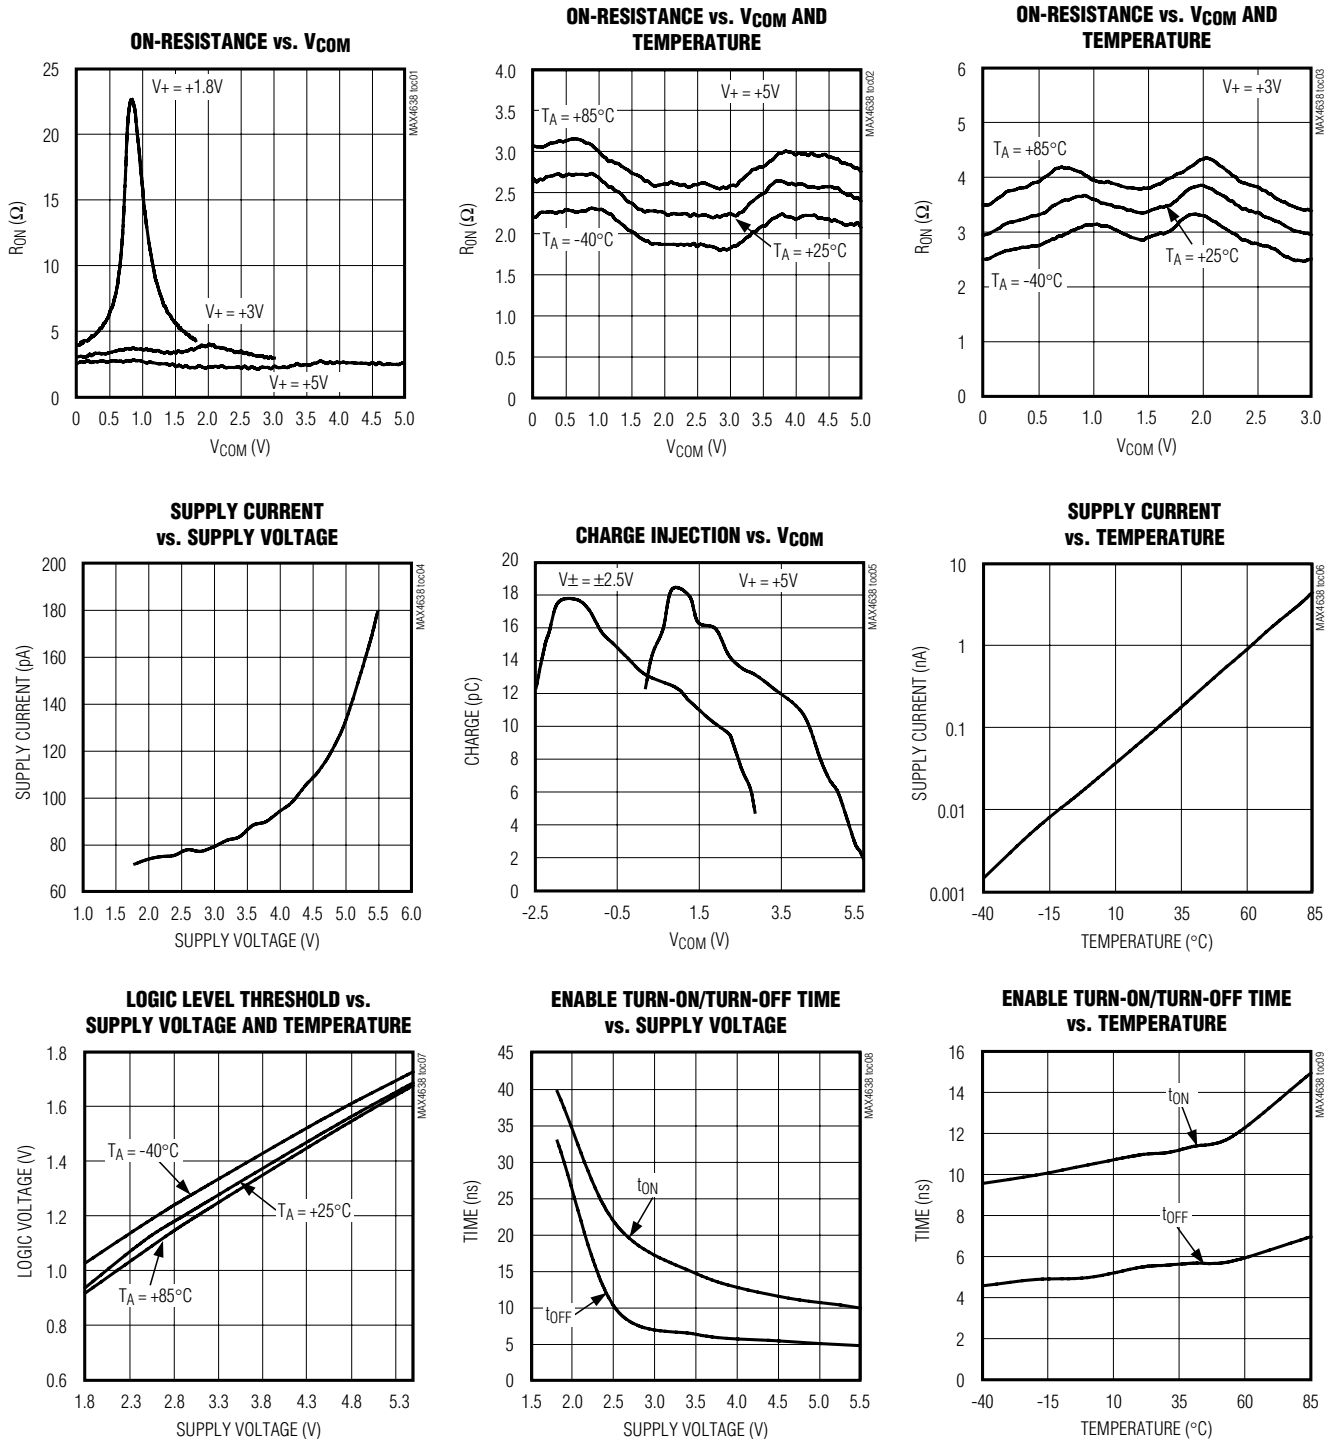 ON-RESISTANCE vs. VCOM
MAX4638 toc01
25
20
15
10
5
0
RON (Ω)
V+ = +1.8V
V+ = +3V
V+ = +5V
0 0.5 1.0 1.5 2.0 2.5 3.0 3.5 4.0 4.5 5.0
VCOM (V)
ON-RESISTANCE vs. VCOM AND
TEMPERATURE
MAX4638 toc02
4.0
3.5
3.0
2.5
2.0
1.5
1.0
0.5
0
RON (Ω)
V+ = +5V
TA = +85°C
TA = -40°C
TA = +25°C
0 0.5 1.0 1.5 2.0 2.5 3.0 3.5 4.0 4.5 5.0
VCOM (V)
ON-RESISTANCE vs. VCOM AND
TEMPERATURE
MAX4638 toc03
6
5
4
3
2
1
0
RON (Ω)
V+ = +3V
TA = +85°C
TA = +25°C
TA = -40°C
0 0.5 1.0 1.5 2.0 2.5 3.0
VCOM (V)
SUPPLY CURRENT
vs. SUPPLY VOLTAGE
MAX4638 toc04
200
180
160
140
120
100
80
60
SUPPLY CURRENT (pA)
1.0 1.5 2.0 2.5 3.0 3.5 4.0 4.5 5.0 5.5 6.0
SUPPLY VOLTAGE (V)
CHARGE INJECTION vs. VCOM
MAX4638 toc05
20
18
16
14
12
10
8
6
4
2
0
CHARGE (pC)
V± = ±2.5V
V+ = +5V
-2.5 -0.5 1.5 3.5 5.5
VCOM (V)
SUPPLY CURRENT
vs. TEMPERATURE
MAX4638 toc06
10
1
0.1
0.01
0.001
SUPPLY CURRENT (nA)
-40 -15 10 35 60 85
TEMPERATURE (°C)
LOGIC LEVEL THRESHOLD vs.
SUPPLY VOLTAGE AND TEMPERATURE
MAX4638 toc07
1.8
1.6
1.4
1.2
1.0
0.8
0.6
LOGIC VOLTAGE (V)
TA = -40°C
TA = +25°C
TA = +85°C
1.8 2.3 2.8 3.3 3.8 4.3 4.8 5.3
SUPPLY VOLTAGE (V)
ENABLE TURN-ON/TURN-OFF TIME
vs. SUPPLY VOLTAGE
MAX4638 toc08
45
40
35
30
25
20
15
10
5
0
TIME (ns)
tON
tOFF
1.5 2.0 2.5 3.0 3.5 4.0 4.5 5.0 5.5
SUPPLY VOLTAGE (V)
ENABLE TURN-ON/TURN-OFF TIME
vs. TEMPERATURE
MAX4638 toc09
16
14
12
10
8
6
4
2
0
TIME (ns)
tON
tOFF
-40 -15 10 35 60 85
TEMPERATURE (°C)